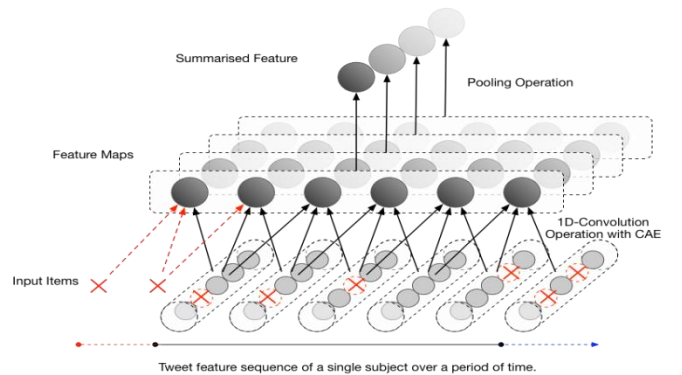 Summarised Feature
Pooling Operation
Feature Maps
1D-Convolution
Operation with CAE
Input Items
Tweet feature sequence of a single subject over a period of time.